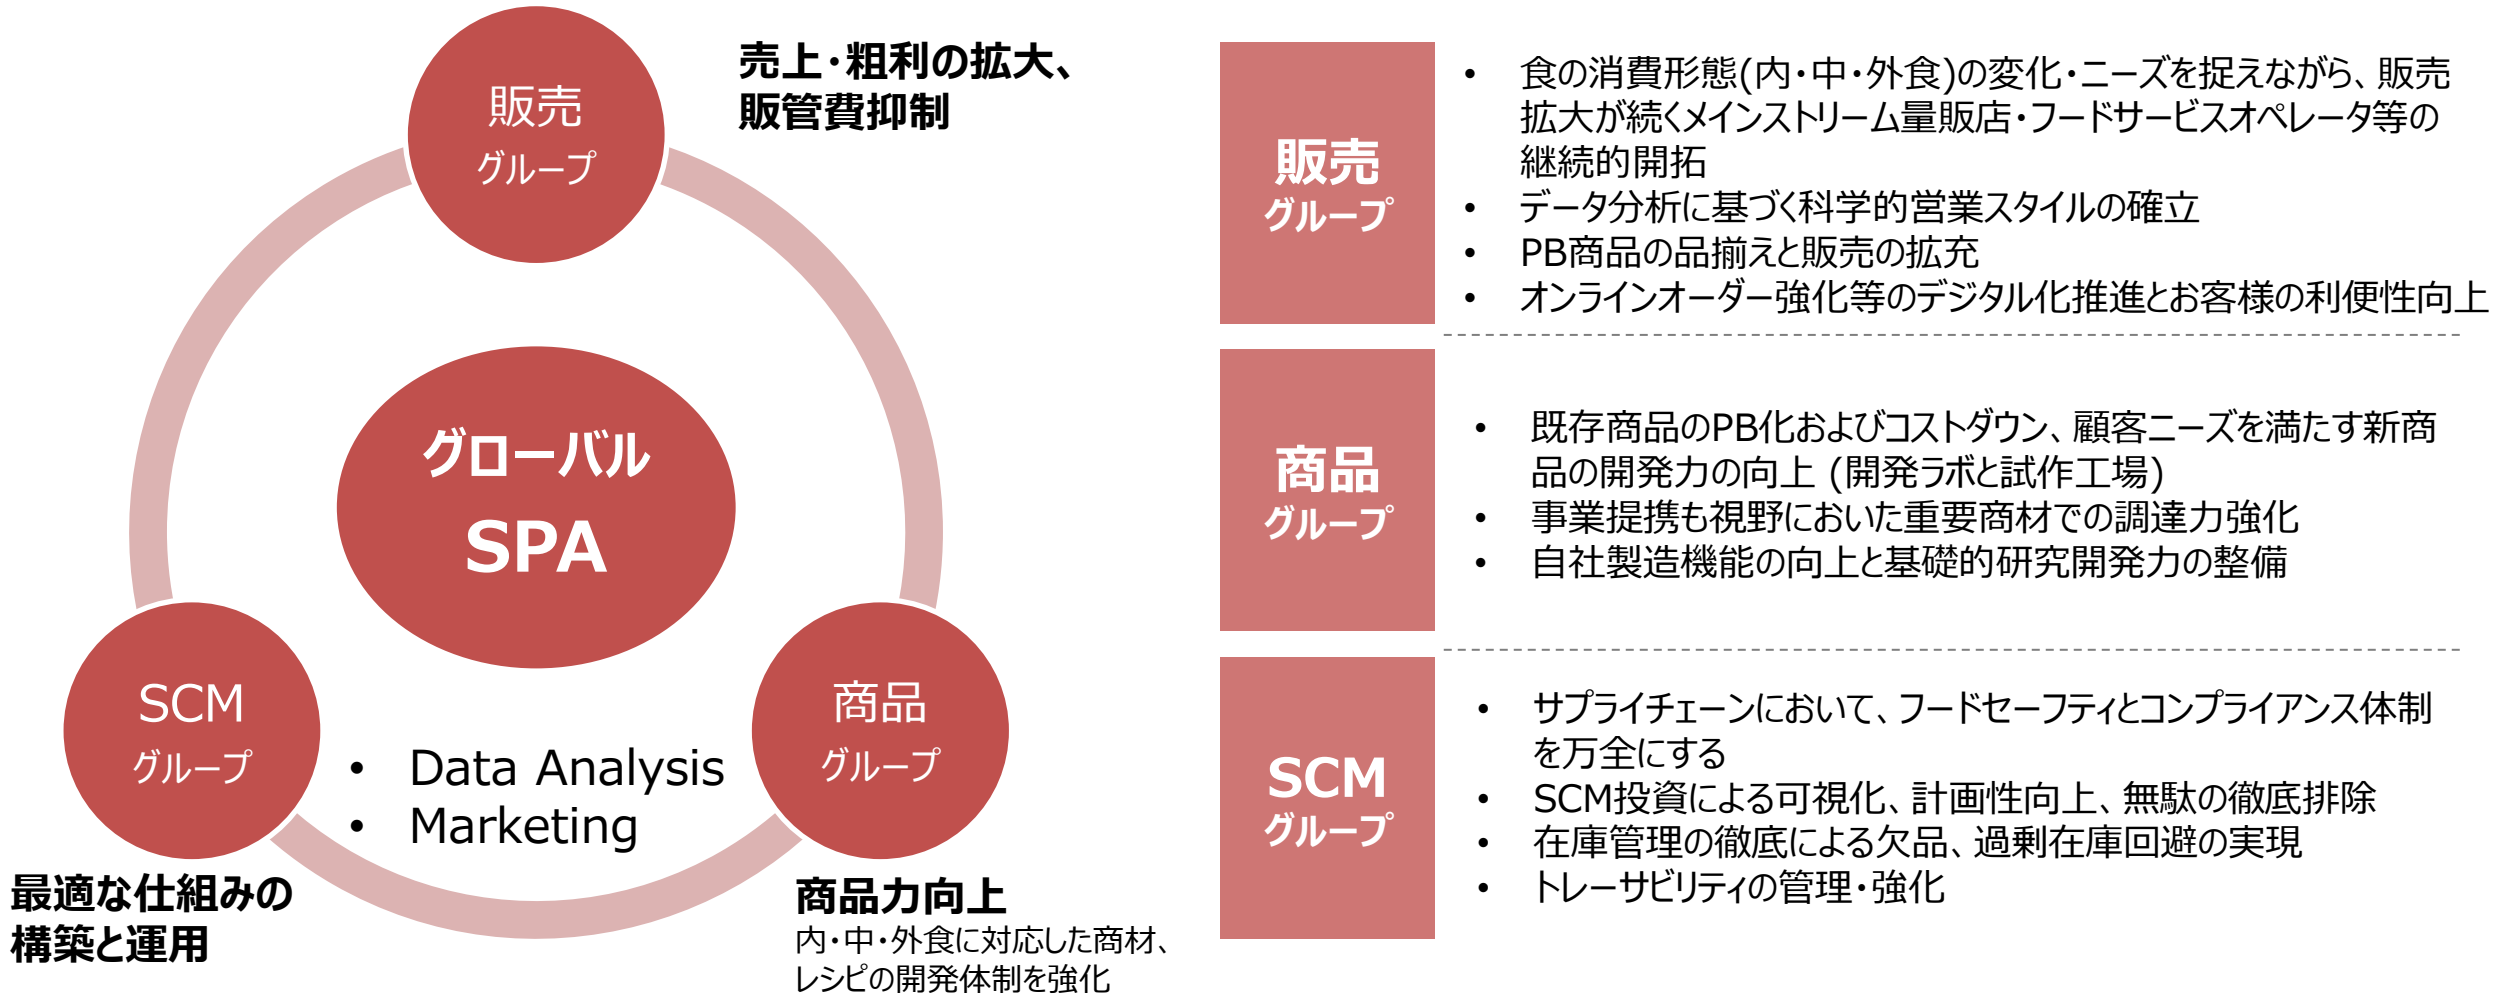 販売
グループ
売上・粗利の拡大、
販管費抑制
グローバル
SPA
SCM
グループ
商品
グループ
• Data Analysis
• Marketing
最適な仕組みの
構築と運用
商品力向上
内・中・外食に対応した商材、
レシピの開発体制を強化
販売
グループ
• 食の消費形態(内・中・外食)の変化・ニーズを捉えながら、販売
拡大が続くメインストリーム量販店・フードサービスオペレータ等の
継続的開拓
• データ分析に基づく科学的営業スタイルの確立
• PB商品の品揃えと販売の拡充
• オンラインオーダー強化等のデジタル化推進とお客様の利便性向上
商品
グループ
• 既存商品のPB化およびコストダウン、顧客ニーズを満たす新商
品の開発力の向上 (開発ラボと試作工場)
• 事業提携も視野においた重要商材での調達力強化
• 自社製造機能の向上と基礎的研究開発力の整備
SCM
グループ
• サプライチェーンにおいて、フードセーフティとコンプライアンス体制
を万全にする
• SCM投資による可視化、計画性向上、無駄の徹底排除
• 在庫管理の徹底による欠品、過剰在庫回避の実現
• トレーサビリティの管理・強化